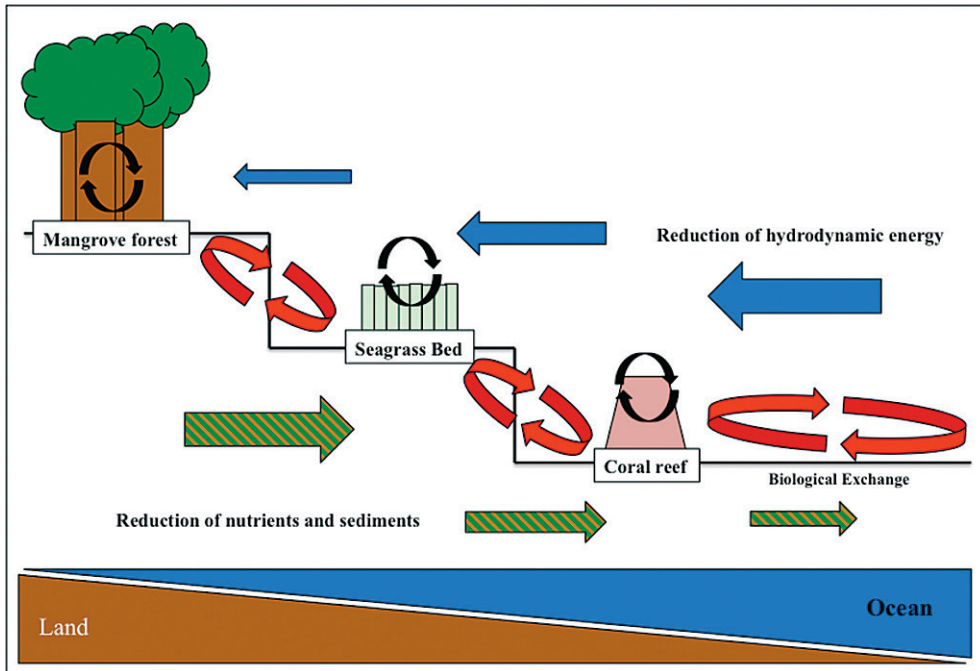 Mangrove forest
Reduction of hydrodynamic energy
Seagrass Bed
Coral reef
Biological Exchange
Reduction of nutrients and sediments
Ocean
Land